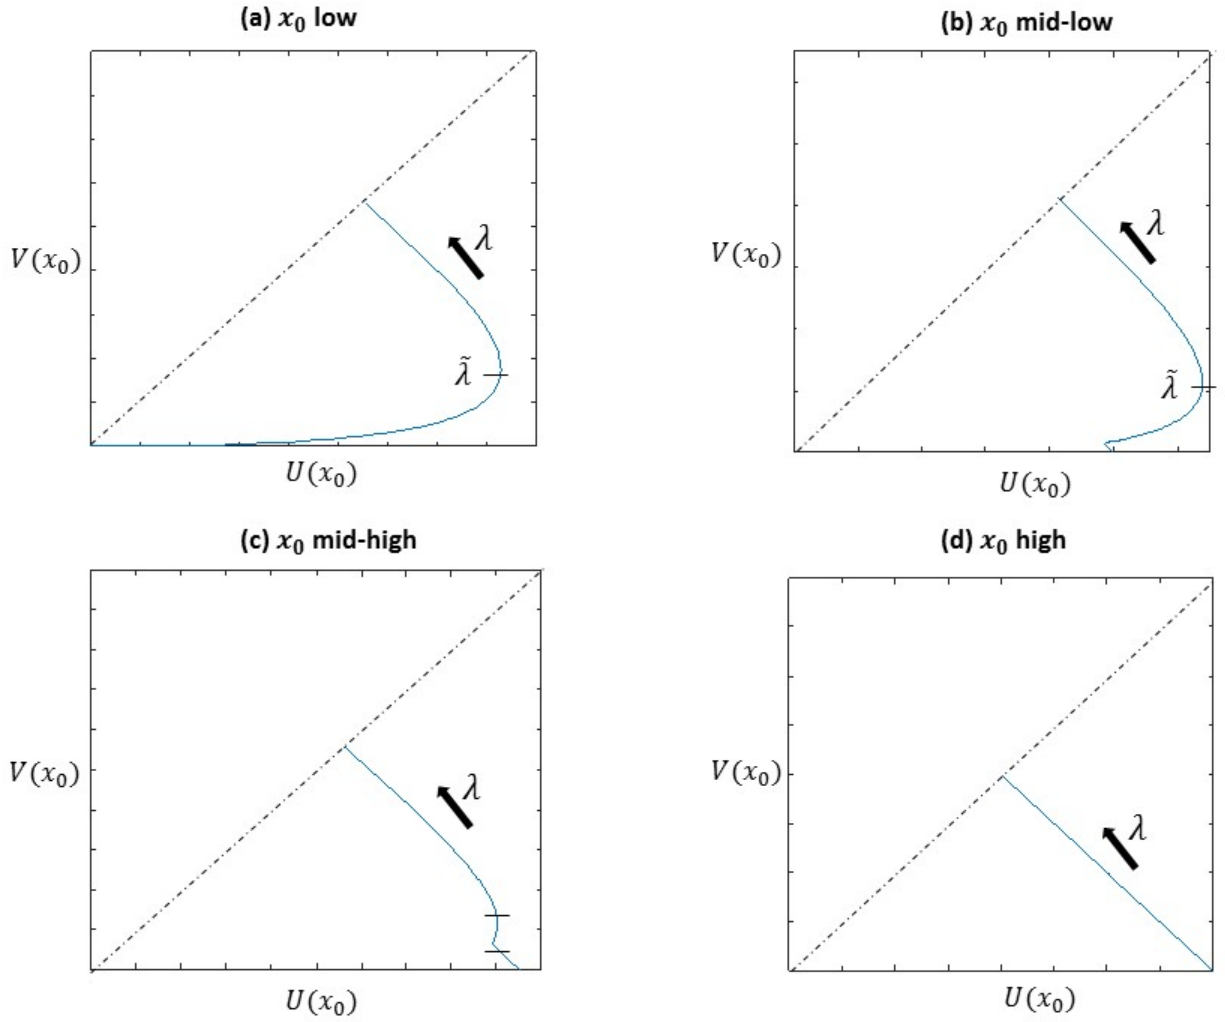 (a) x₀ low
(b) x₀ mid-low
V(x₀)
λ
λ̃
U(x₀)
V(x₀)
λ
λ̃
U(x₀)
(c) x₀ mid-high
(d) x₀ high
V(x₀)
λ
U(x₀)
V(x₀)
λ
U(x₀)